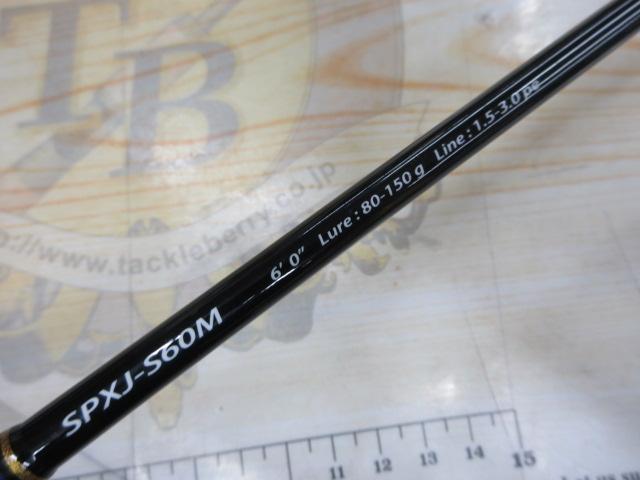 TB
http://www.tackleberry.co.jp
SPXJ-S60M 6' 0" Lure : 80-150 g Line : 1.5-3.0 pe
11 12 13 14 15